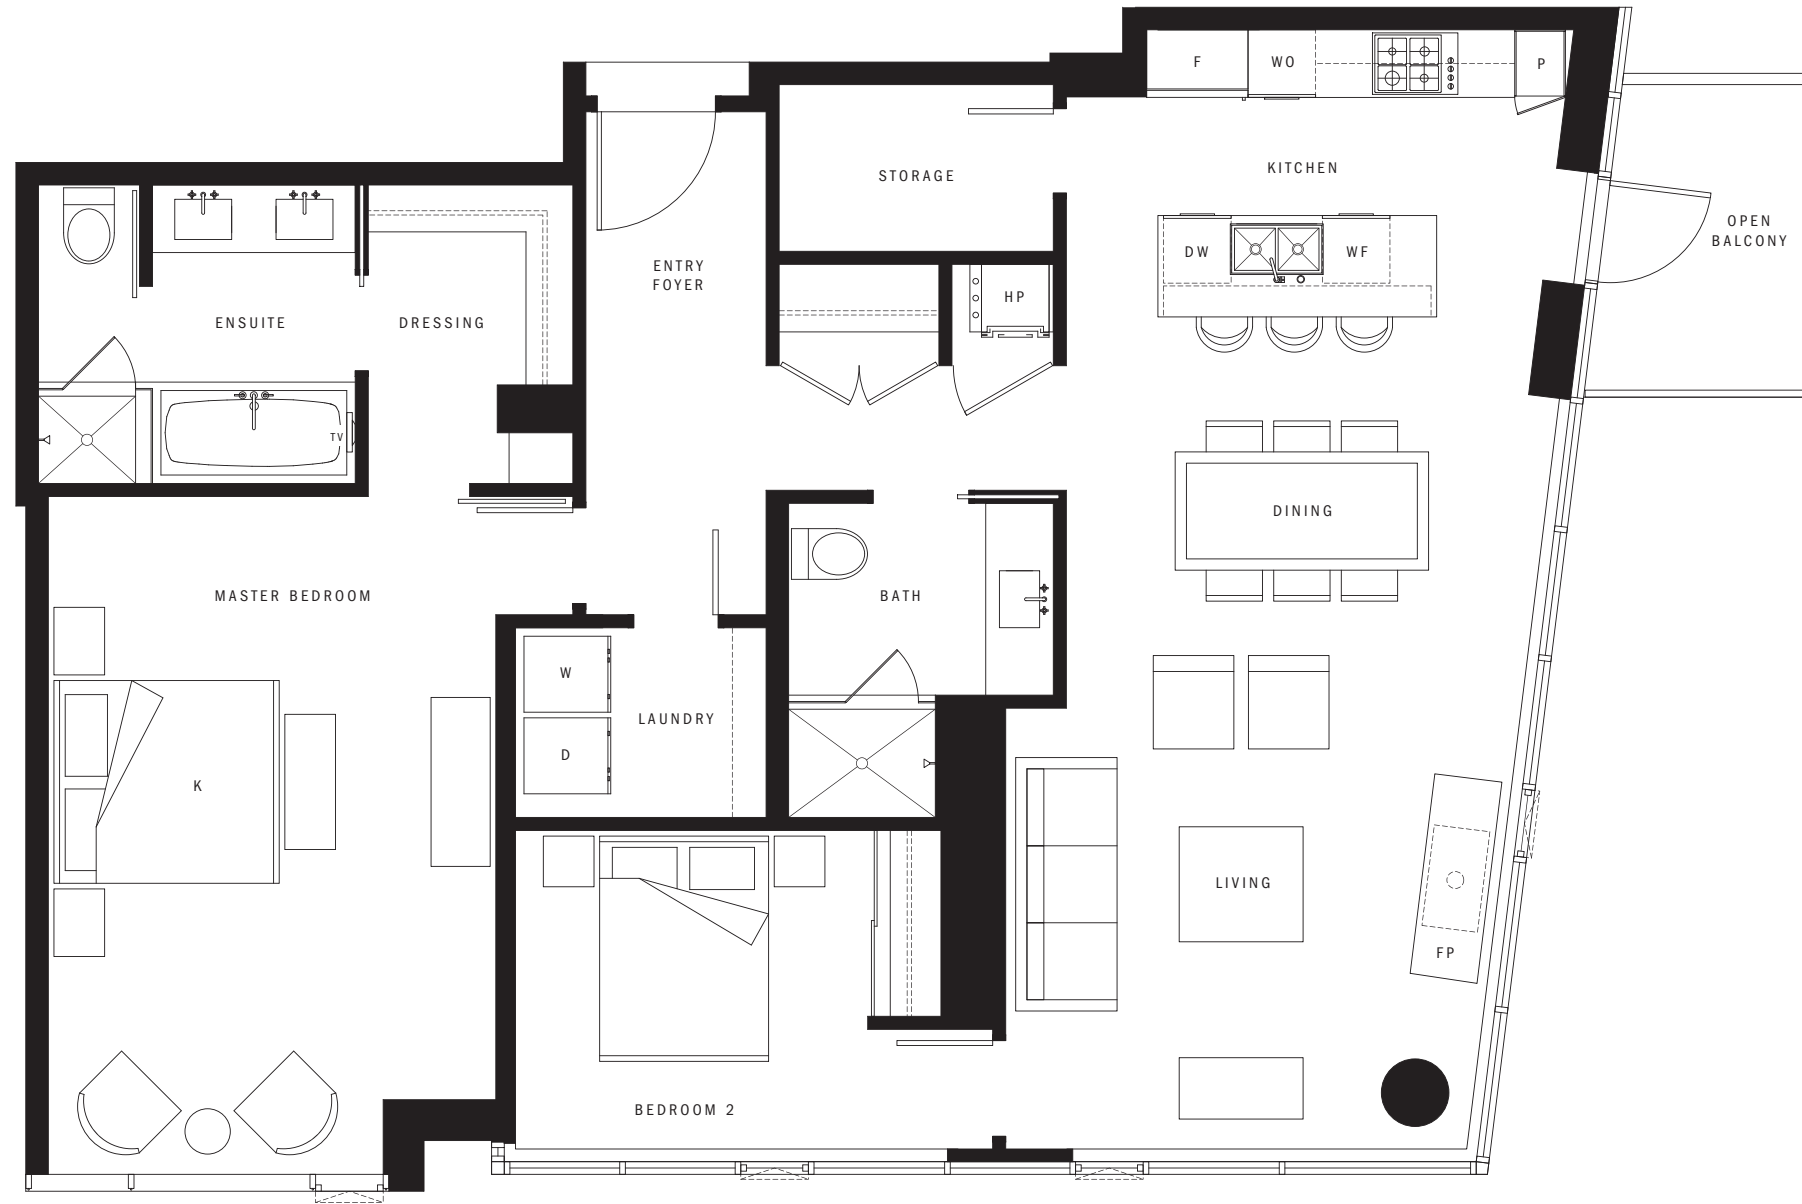 F
WO
P
KITCHEN
STORAGE
OPEN
BALCONY
DW
WF
ENTRY
FOYER
HP
ENSUITE
DRESSING
TV
DINING
MASTER BEDROOM
BATH
W
LAUNDRY
D
K
LIVING
FP
BEDROOM 2